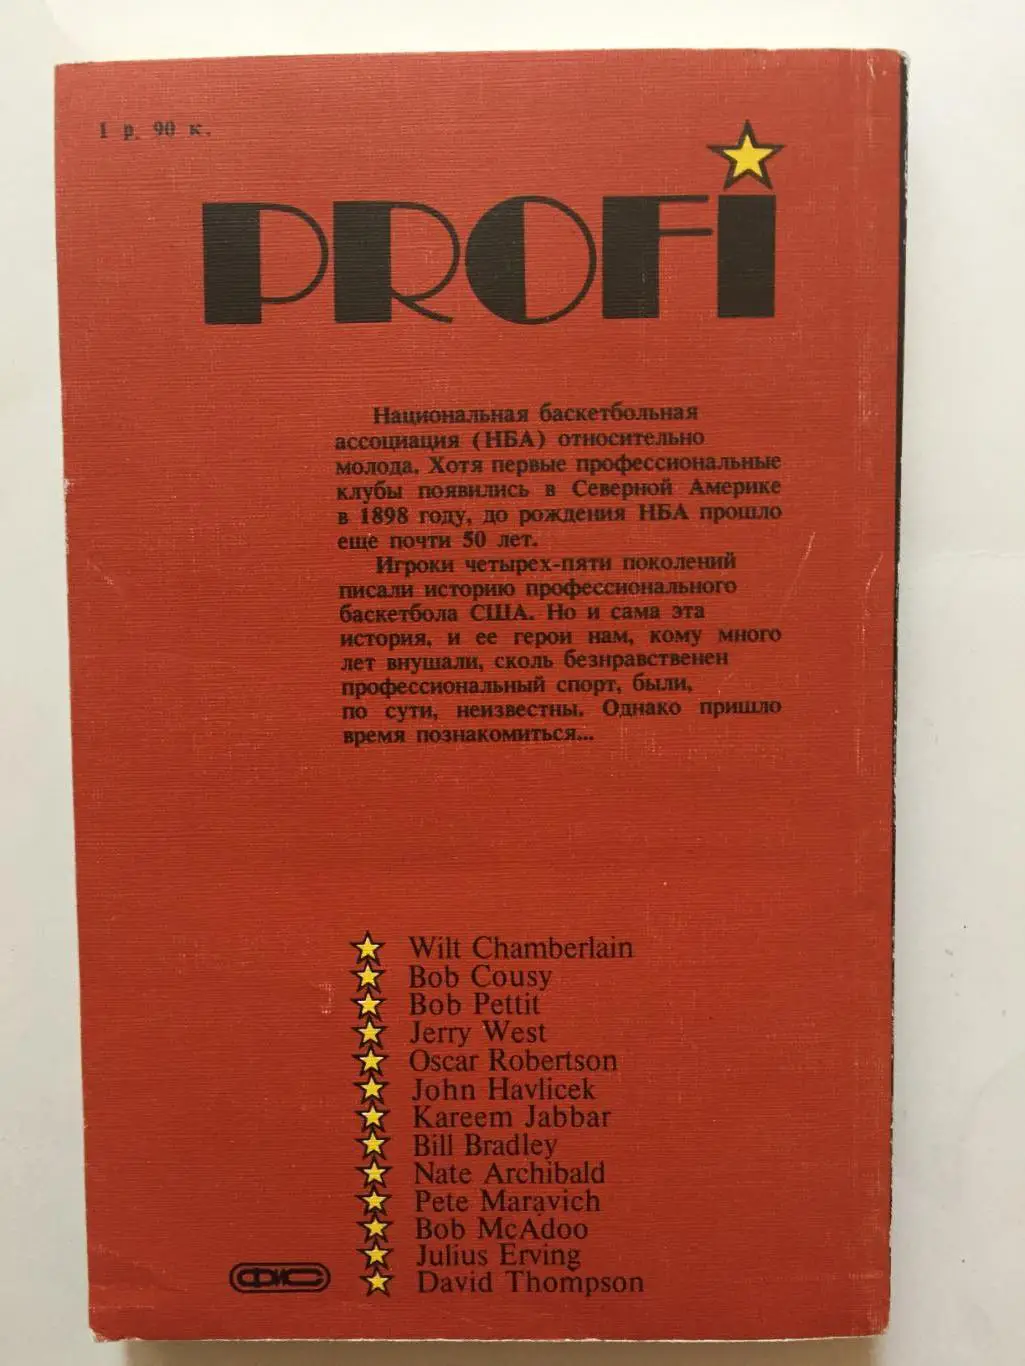 1 р. 90 к.
PROFi
Национальная баскетбольная
ассоциация (НБА) относительно
молода. Хотя первые профессиональные
клубы появились в Северной Америке
в 1898 году, до рождения НБА прошло
еще почти 50 лет.
Игроки четырех-пяти поколений
писали историю профессионального
баскетбола США. Но и сама эта
история, и ее герои нам, кому много
лет внушали, сколь безнравственен
профессиональный спорт, были,
по сути, неизвестны. Однако пришло
время познакомиться...
Wilt Chamberlain
Bob Cousy
Bob Pettit
Jerry West
Oscar Robertson
John Havlicek
Kareem Jabbar
Bill Bradley
Nate Archibald
Pete Maravich
Bob McAdoo
Julius Erving
David Thompson
ФиС